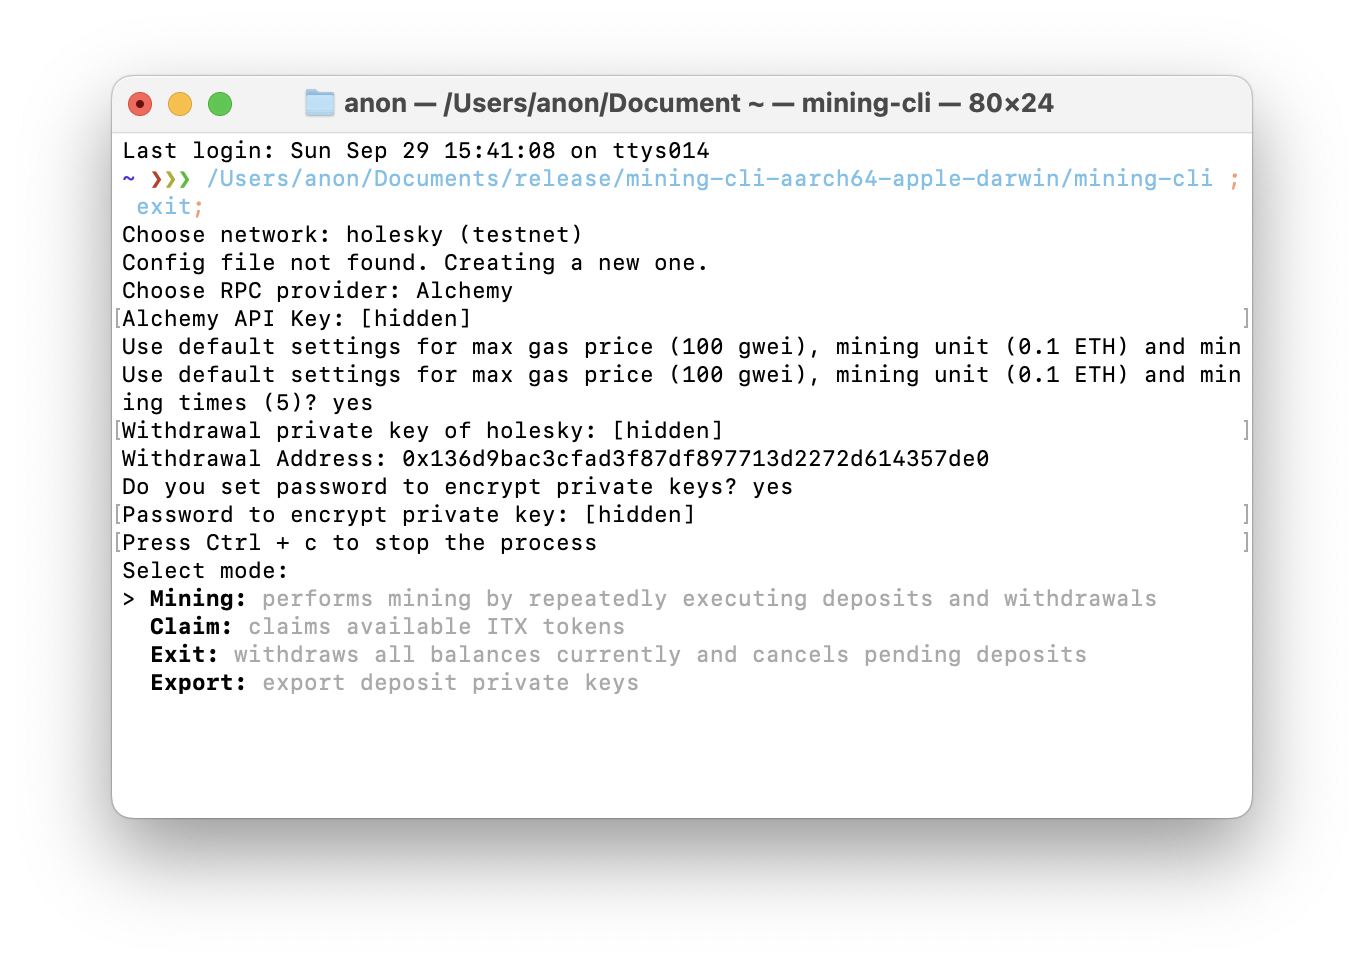 anon — /Users/anon/Document ~ — mining-cli — 80×24
Last login: Sun Sep 29 15:41:08 on ttys014
~ ❯❯❯ /Users/anon/Documents/release/mining-cli-aarch64-apple-darwin/mining-cli ;
exit;
Choose network: holesky (testnet)
Config file not found. Creating a new one.
Choose RPC provider: Alchemy
[Alchemy API Key: [hidden] ]
Use default settings for max gas price (100 gwei), mining unit (0.1 ETH) and min
Use default settings for max gas price (100 gwei), mining unit (0.1 ETH) and min
ing times (5)? yes
[Withdrawal private key of holesky: [hidden] ]
Withdrawal Address: 0x136d9bac3cfad3f87df897713d2272d614357de0
Do you set password to encrypt private keys? yes
[Password to encrypt private key: [hidden] ]
[Press Ctrl + c to stop the process ]
Select mode:
> Mining: performs mining by repeatedly executing deposits and withdrawals
Claim: claims available ITX tokens
Exit: withdraws all balances currently and cancels pending deposits
Export: export deposit private keys